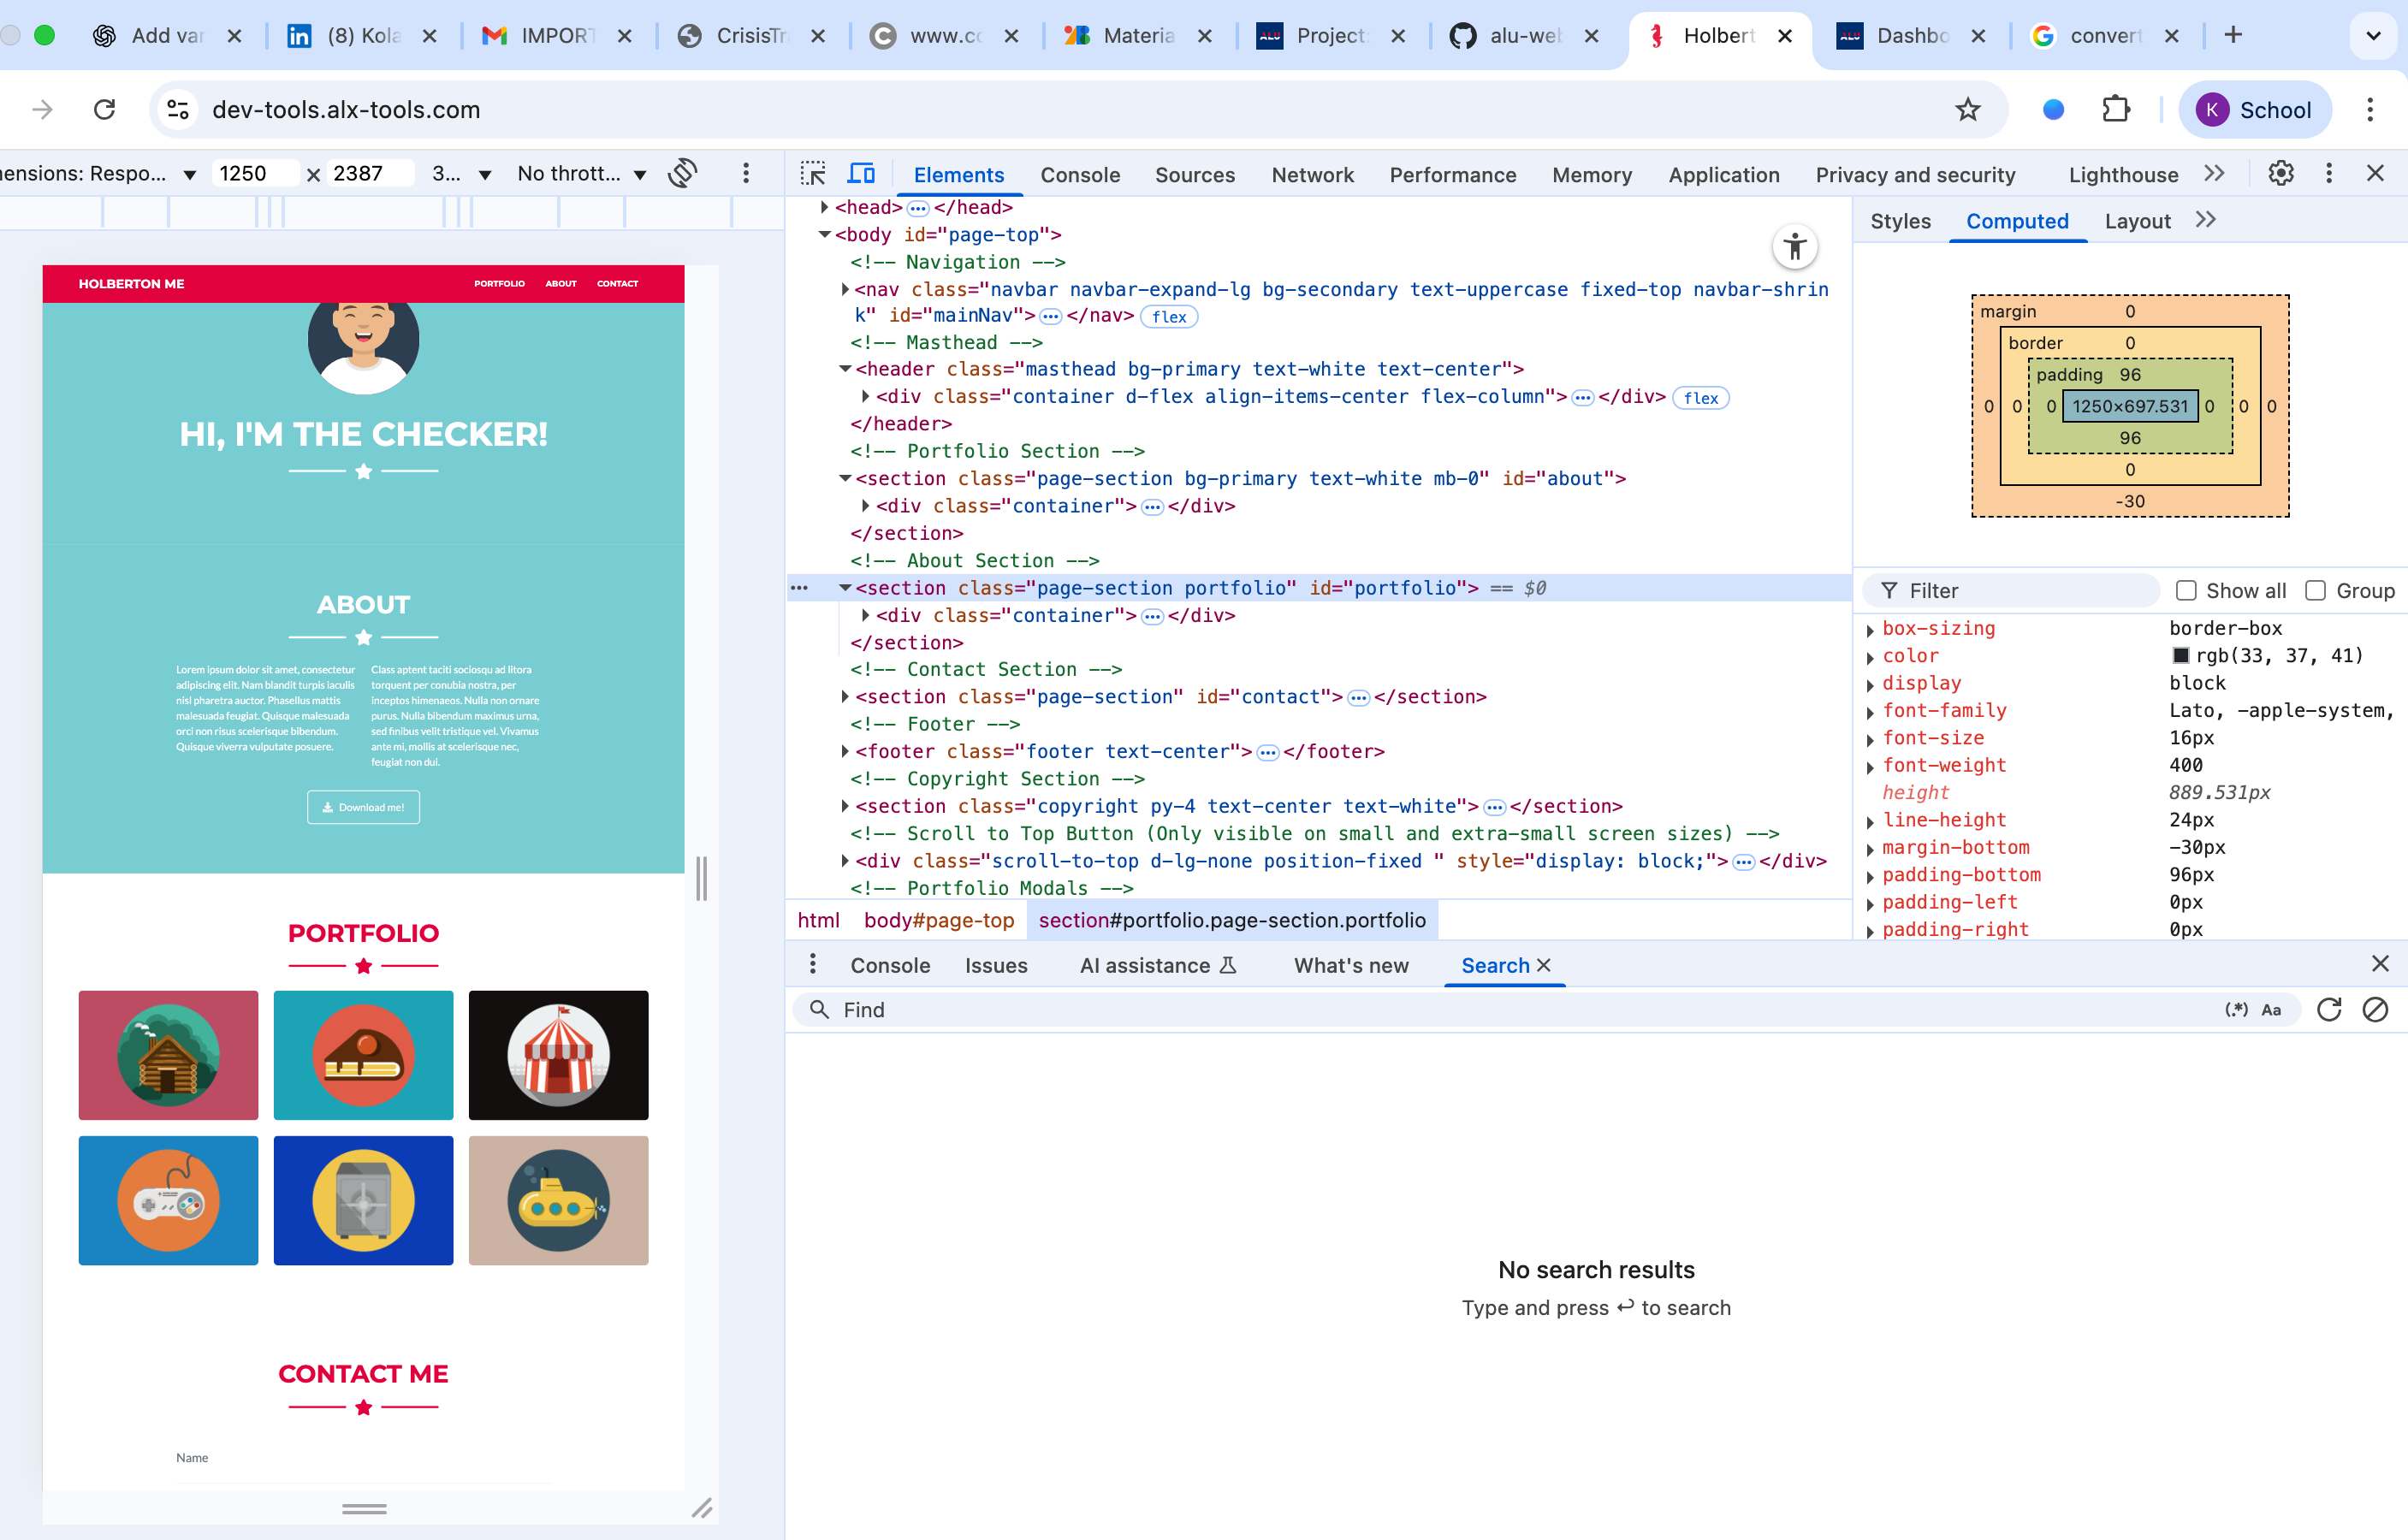 Add var
(8) Kola
IMPORT
CrisisTr
www.cc
Materia
ALU
Project:
alu-web
Holbert
ALU
Dashbo
convert
dev-tools.alx-tools.com
K School
ensions: Respo...
1250 × 2387
3...
No thrott...
Elements
Console
Sources
Network
Performance
Memory
Application
Privacy and security
Lighthouse
HOLBERTON ME
PORTFOLIO
ABOUT
CONTACT
HI, I'M THE CHECKER!
ABOUT
Lorem ipsum dolor sit amet, consectetur
adipiscing elit. Nam blandit turpis iaculis
nisl pharetra auctor. Phasellus mattis
malesuada feugiat. Quisque malesuada
orci non risus scelerisque bibendum.
Quisque viverra vulputate posuere.
Class aptent taciti sociosqu ad litora
torquent per conubia nostra, per
inceptos himenaeos. Nulla non ornare
purus. Nulla bibendum maximus urna,
sed finibus velit tristique vel. Vivamus
ante mi, mollis at scelerisque nec,
feugiat non dui.
Download me!
PORTFOLIO
CONTACT ME
Name
<head> ... </head>
<body id="page-top">
<!-- Navigation -->
<nav class="navbar navbar-expand-lg bg-secondary text-uppercase fixed-top navbar-shrin
k" id="mainNav"> ... </nav> flex
<!-- Masthead -->
<header class="masthead bg-primary text-white text-center">
<div class="container d-flex align-items-center flex-column"> ... </div> flex
</header>
<!-- Portfolio Section -->
<section class="page-section bg-primary text-white mb-0" id="about">
<div class="container"> ... </div>
</section>
<!-- About Section -->
... <section class="page-section portfolio" id="portfolio"> == $0
<div class="container"> ... </div>
</section>
<!-- Contact Section -->
<section class="page-section" id="contact"> ... </section>
<!-- Footer -->
<footer class="footer text-center"> ... </footer>
<!-- Copyright Section -->
<section class="copyright py-4 text-center text-white"> ... </section>
<!-- Scroll to Top Button (Only visible on small and extra-small screen sizes) -->
<div class="scroll-to-top d-lg-none position-fixed " style="display: block;"> ... </div>
<!-- Portfolio Modals -->
html
body#page-top
section#portfolio.page-section.portfolio
Styles
Computed
Layout
margin 0
border 0
padding 96
0 0 0 1250×697.531 0 0 0
96
0
-30
Filter
Show all
Group
box-sizing border-box
color rgb(33, 37, 41)
display block
font-family Lato, -apple-system,
font-size 16px
font-weight 400
height 889.531px
line-height 24px
margin-bottom -30px
padding-bottom 96px
padding-left 0px
padding-right 0px
Console
Issues
AI assistance
What's new
Search
Find
(.*) Aa
No search results
Type and press ↩ to search